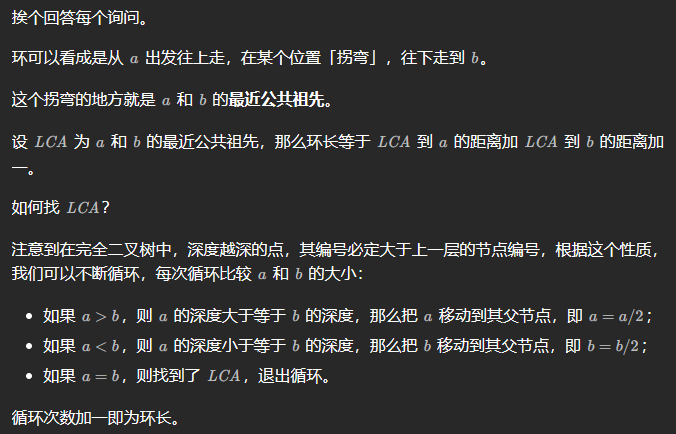 挨个回答每个询问。
环可以看成是从 a 出发往上走，在某个位置「拐弯」，往下走到 b。
这个拐弯的地方就是 a 和 b 的最近公共祖先。
设 LCA 为 a 和 b 的最近公共祖先，那么环长等于 LCA 到 a 的距离加 LCA 到 b 的距离加
一。
如何找 LCA？
注意到在完全二叉树中，深度越深的点，其编号必定大于上一层的节点编号，根据这个性质，
我们可以不断循环，每次循环比较 a 和 b 的大小：
• 如果 a > b，则 a 的深度大于等于 b 的深度，那么把 a 移动到其父节点，即 a = a/2；
• 如果 a < b，则 a 的深度小于等于 b 的深度，那么把 b 移动到其父节点，即 b = b/2；
• 如果 a = b，则找到了 LCA，退出循环。
循环次数加一即为环长。